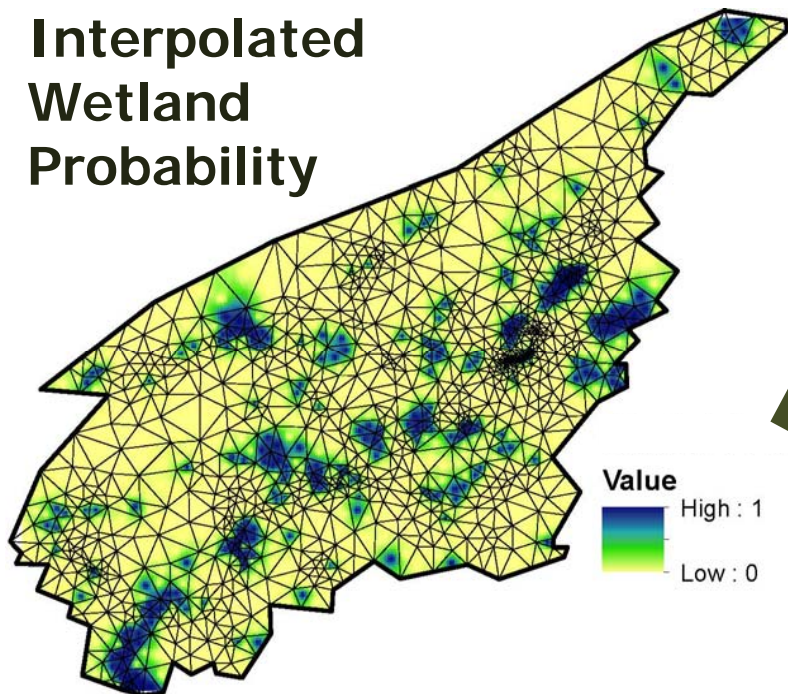 Interpolated
Wetland
Probability
Value
High : 1
Low : 0